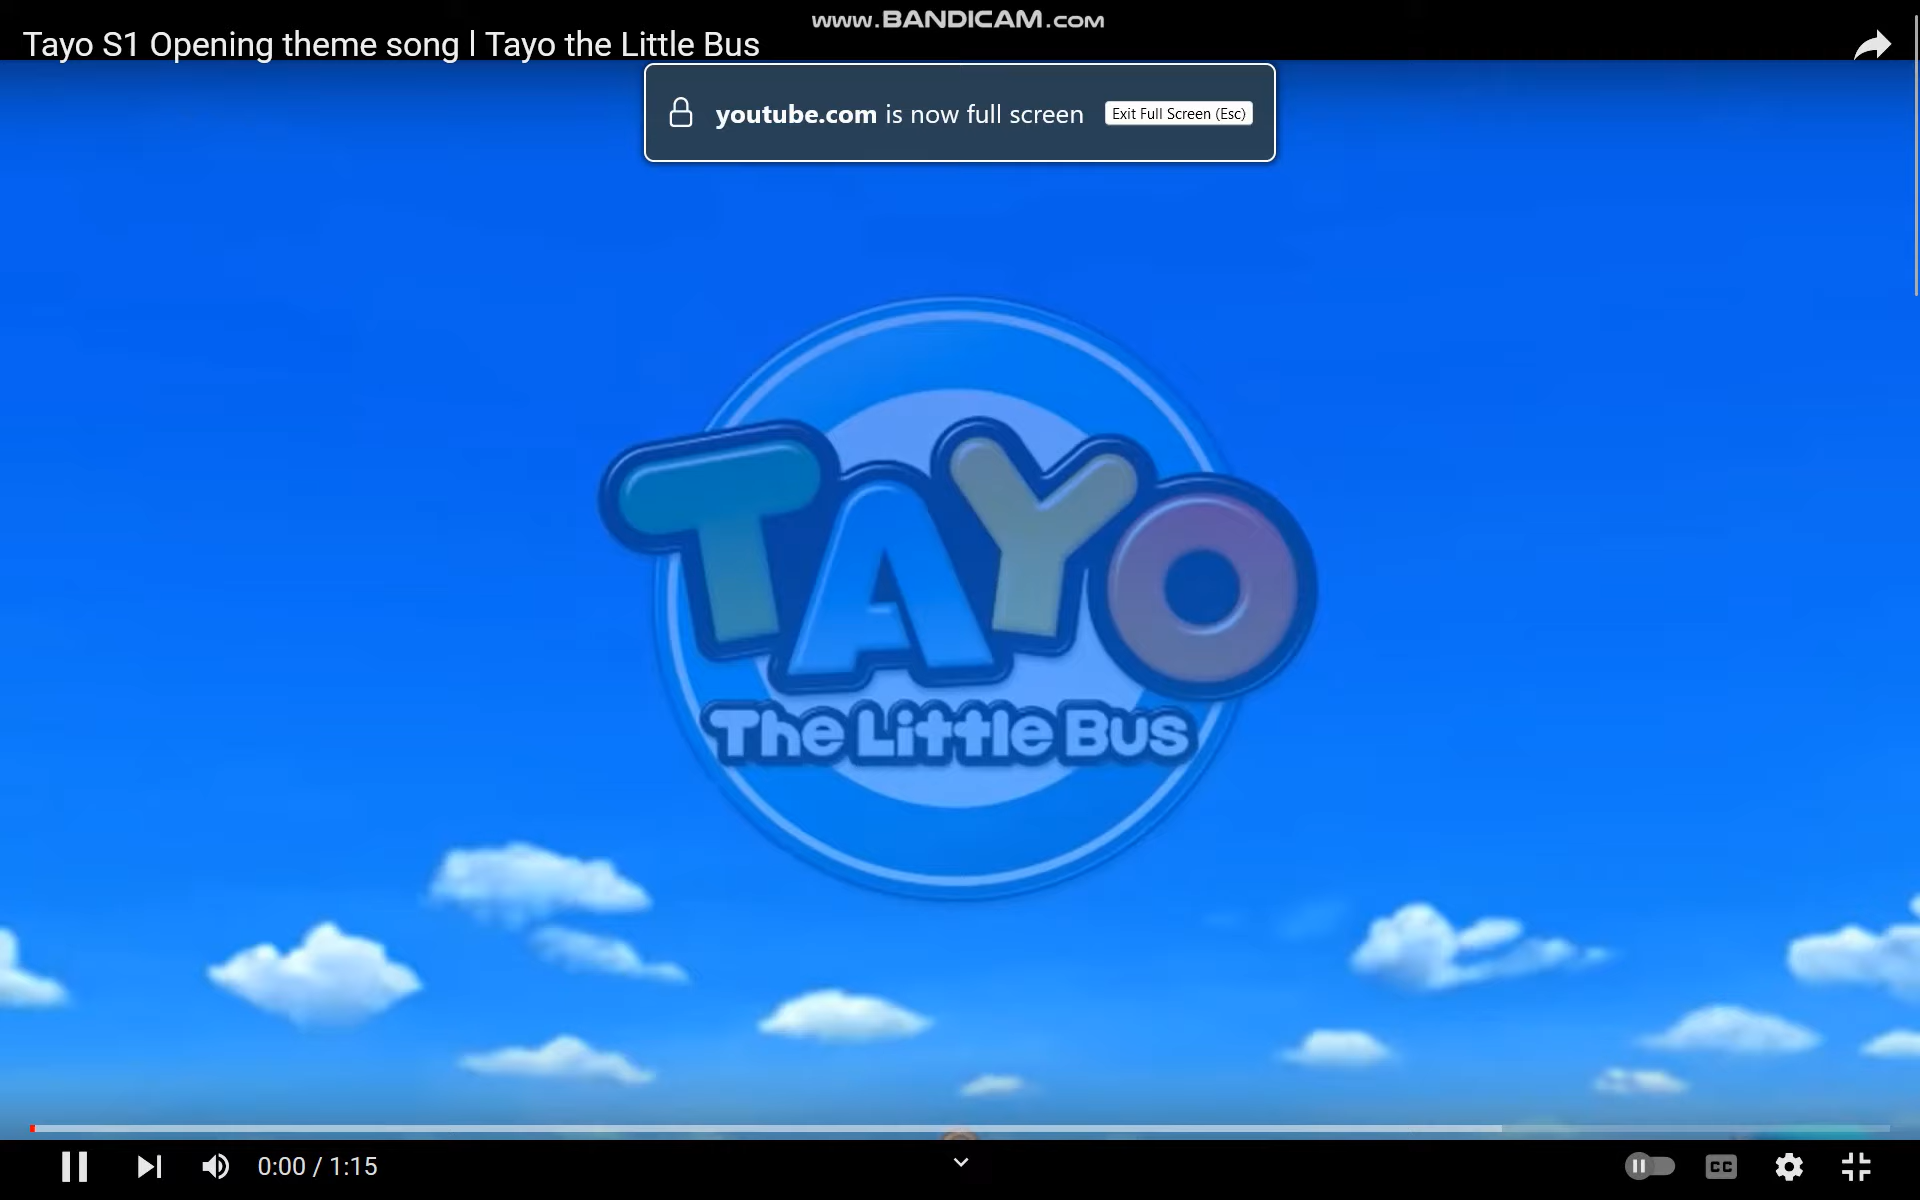 www.BANDICAM.com
Tayo S1 Opening theme song l Tayo the Little Bus
youtube.com is now full screen
Exit Full Screen (Esc)
TAYO
The Little Bus
0:00 / 1:15
CC